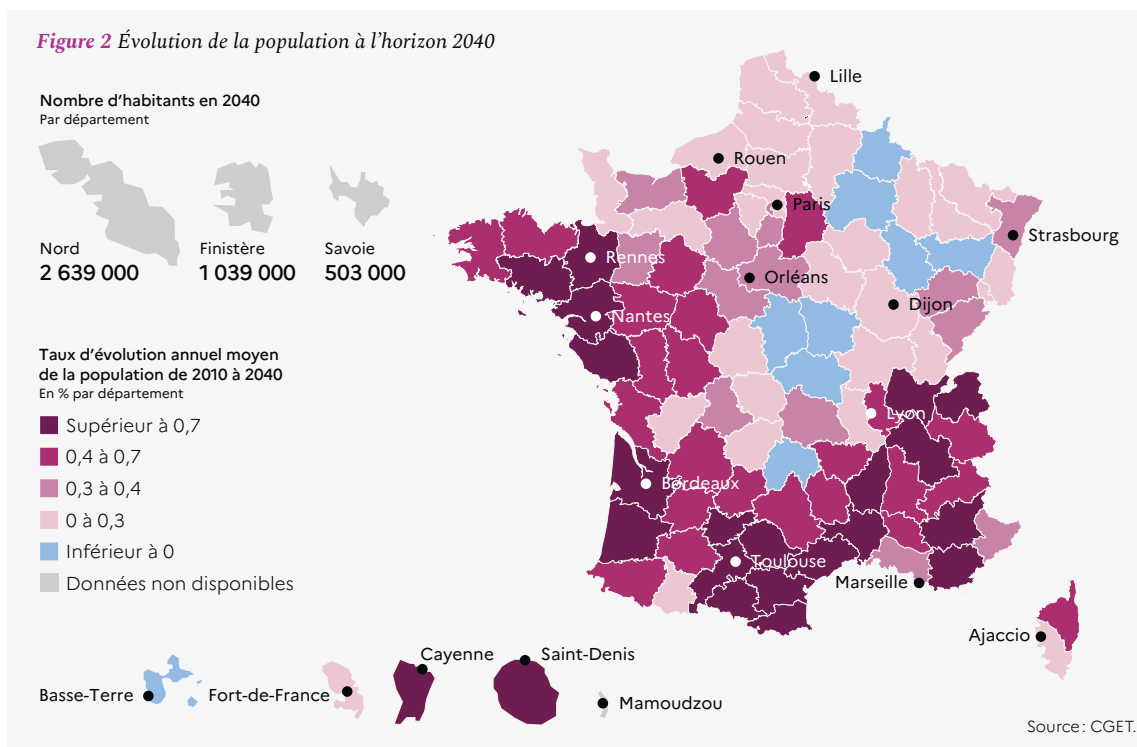 Figure 2 Évolution de la population à l’horizon 2040
Nombre d’habitants en 2040
Par département
Nord
2 639 000
Finistère
1 039 000
Savoie
503 000
Taux d’évolution annuel moyen
de la population de 2010 à 2040
En % par département
Supérieur à 0,7
0,4 à 0,7
0,3 à 0,4
0 à 0,3
Inférieur à 0
Données non disponibles
Lille
Rouen
Paris
Strasbourg
Rennes
Orléans
Dijon
Nantes
Lyon
Bordeaux
Toulouse
Marseille
Ajaccio
Basse-Terre
Fort-de-France
Cayenne
Saint-Denis
Mamoudzou
Source : CGET.